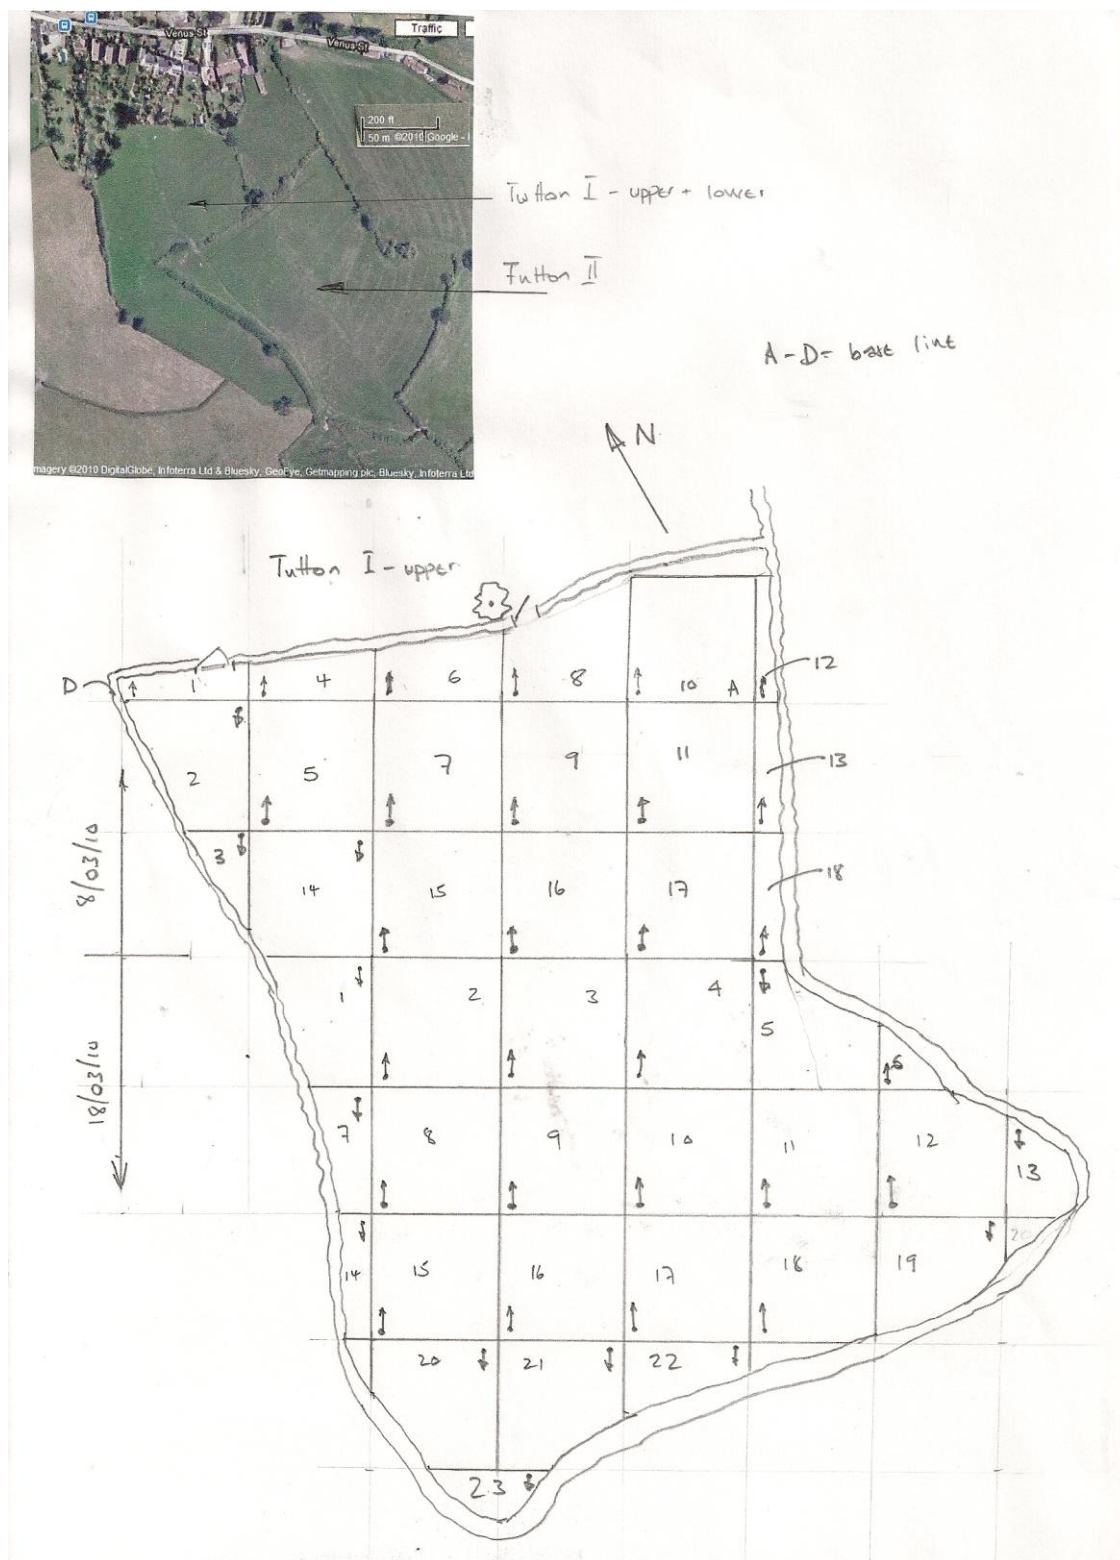 Venus St
Venus St
Traffic
200 ft
50 m ©2010 Google -
Tutton I - upper + lower
Tutton II
magery ©2010 DigitalGlobe, Infoterra Ltd & Bluesky, GeoEye, Getmapping plc, Bluesky, Infoterra Ltd
A - D = base line
N
Tutton I - upper
D 1 4 6 8 10 A 12
2 5 7 9 11 13
3 14 15 16 17 18
8/03/10
1 2 3 4 5 6
18/03/10
7 8 9 10 11 12 13
14 15 16 17 18 19 20
20 21 22
23